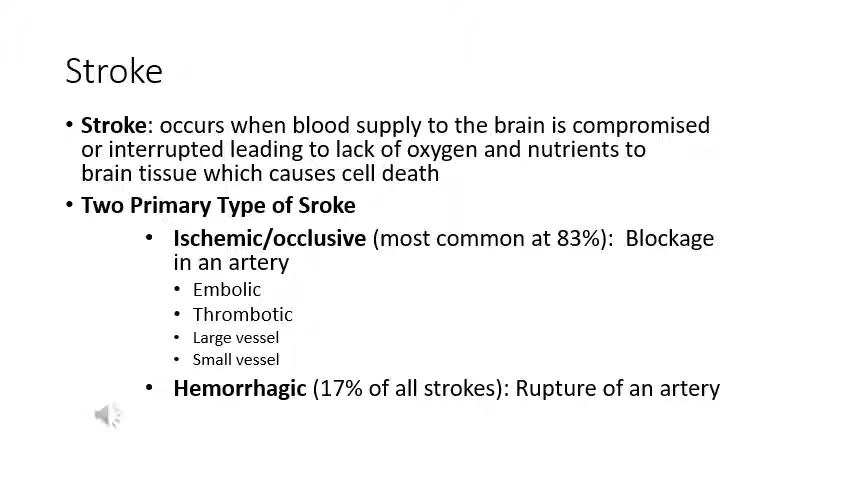 Stroke
• Stroke: occurs when blood supply to the brain is compromised
or interrupted leading to lack of oxygen and nutrients to
brain tissue which causes cell death
• Two Primary Type of Sroke
• Ischemic/occlusive (most common at 83%): Blockage
in an artery
• Embolic
• Thrombotic
• Large vessel
• Small vessel
• Hemorrhagic (17% of all strokes): Rupture of an artery